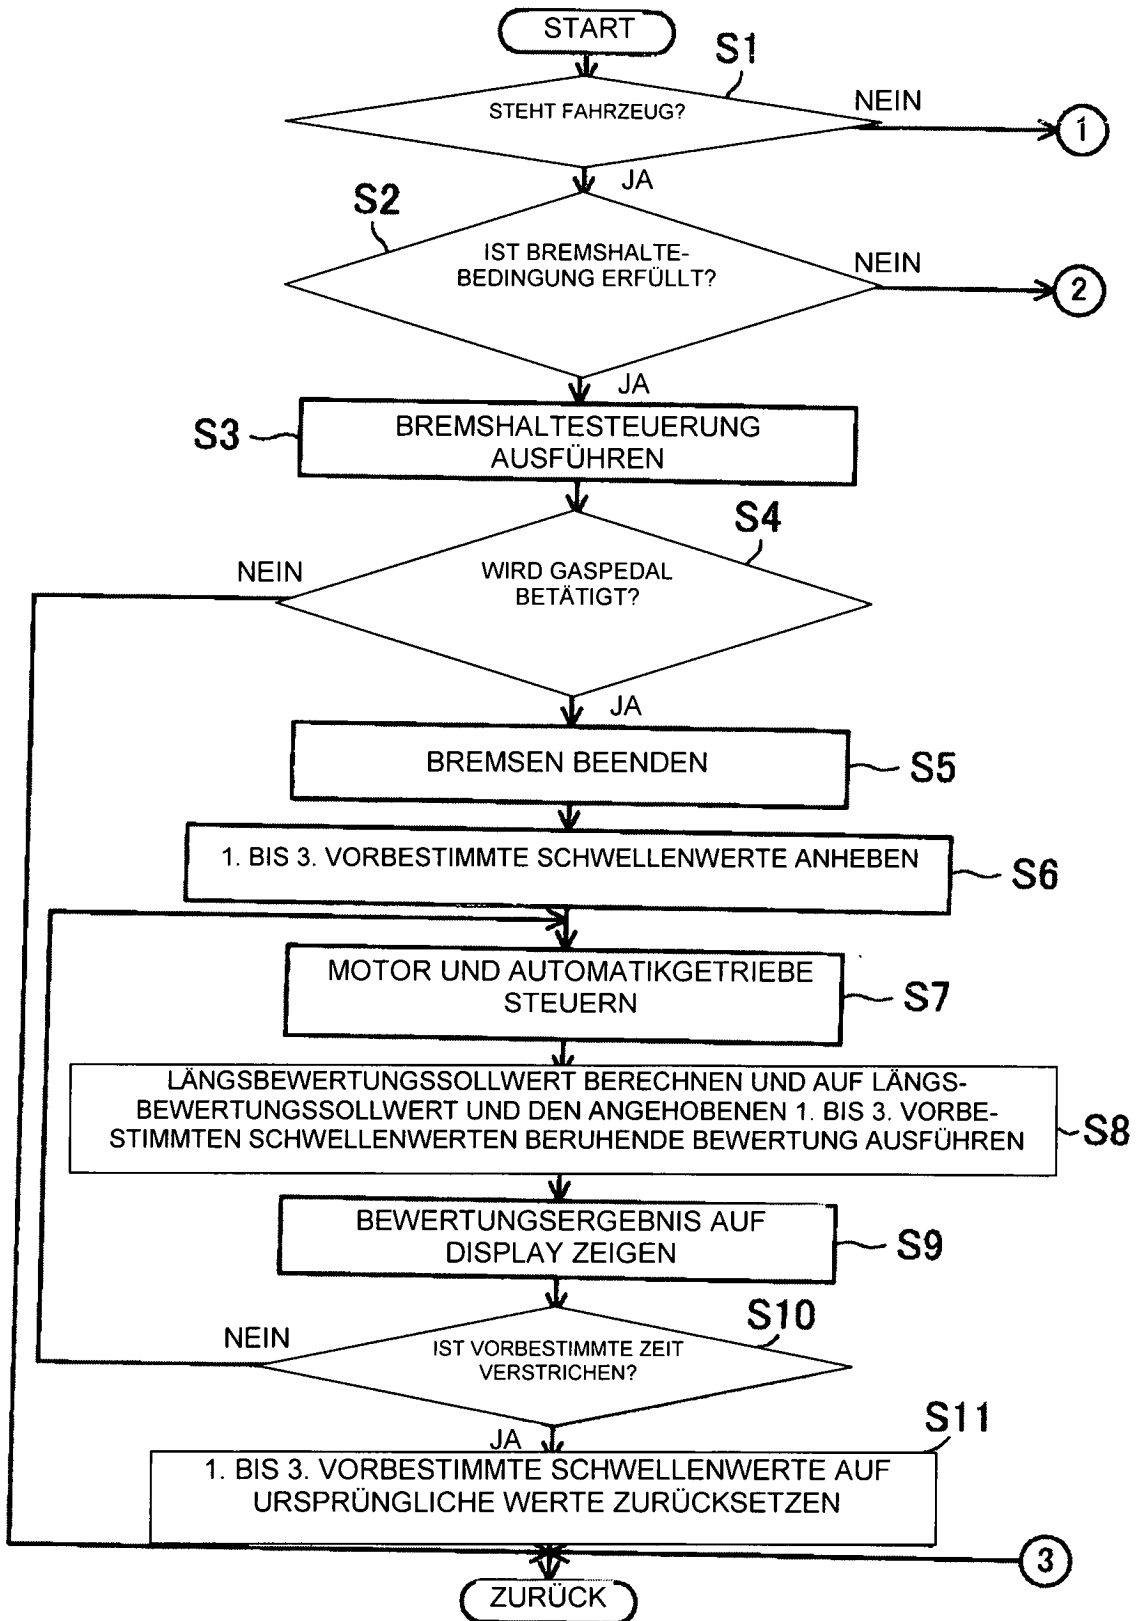 START
S1
STEHT FAHRZEUG?
NEIN
1
JA
S2
IST BREMSHALTE-
BEDINGUNG ERFÜLLT?
NEIN
2
JA
S3
BREMSHALTESTEUERUNG
AUSFÜHREN
S4
NEIN
WIRD GASPEDAL
BETÄTIGT?
JA
BREMSEN BEENDEN
S5
1. BIS 3. VORBESTIMMTE SCHWELLENWERTE ANHEBEN
S6
MOTOR UND AUTOMATIKGETRIEBE
STEUERN
S7
LÄNGSBEWERTUNGSSOLLWERT BERECHNEN UND AUF LÄNGS-
BEWERTUNGSSOLLWERT UND DEN ANGEHOBENEN 1. BIS 3. VORBE-
STIMMTEN SCHWELLENWERTEN BERUHENDE BEWERTUNG AUSFÜHREN
S8
BEWERTUNGSERGEBNIS AUF
DISPLAY ZEIGEN
S9
S10
NEIN
IST VORBESTIMMTE ZEIT
VERSTRICHEN?
JA
S11
1. BIS 3. VORBESTIMMTE SCHWELLENWERTE AUF
URSPRÜNGLICHE WERTE ZURÜCKSETZEN
3
ZURÜCK